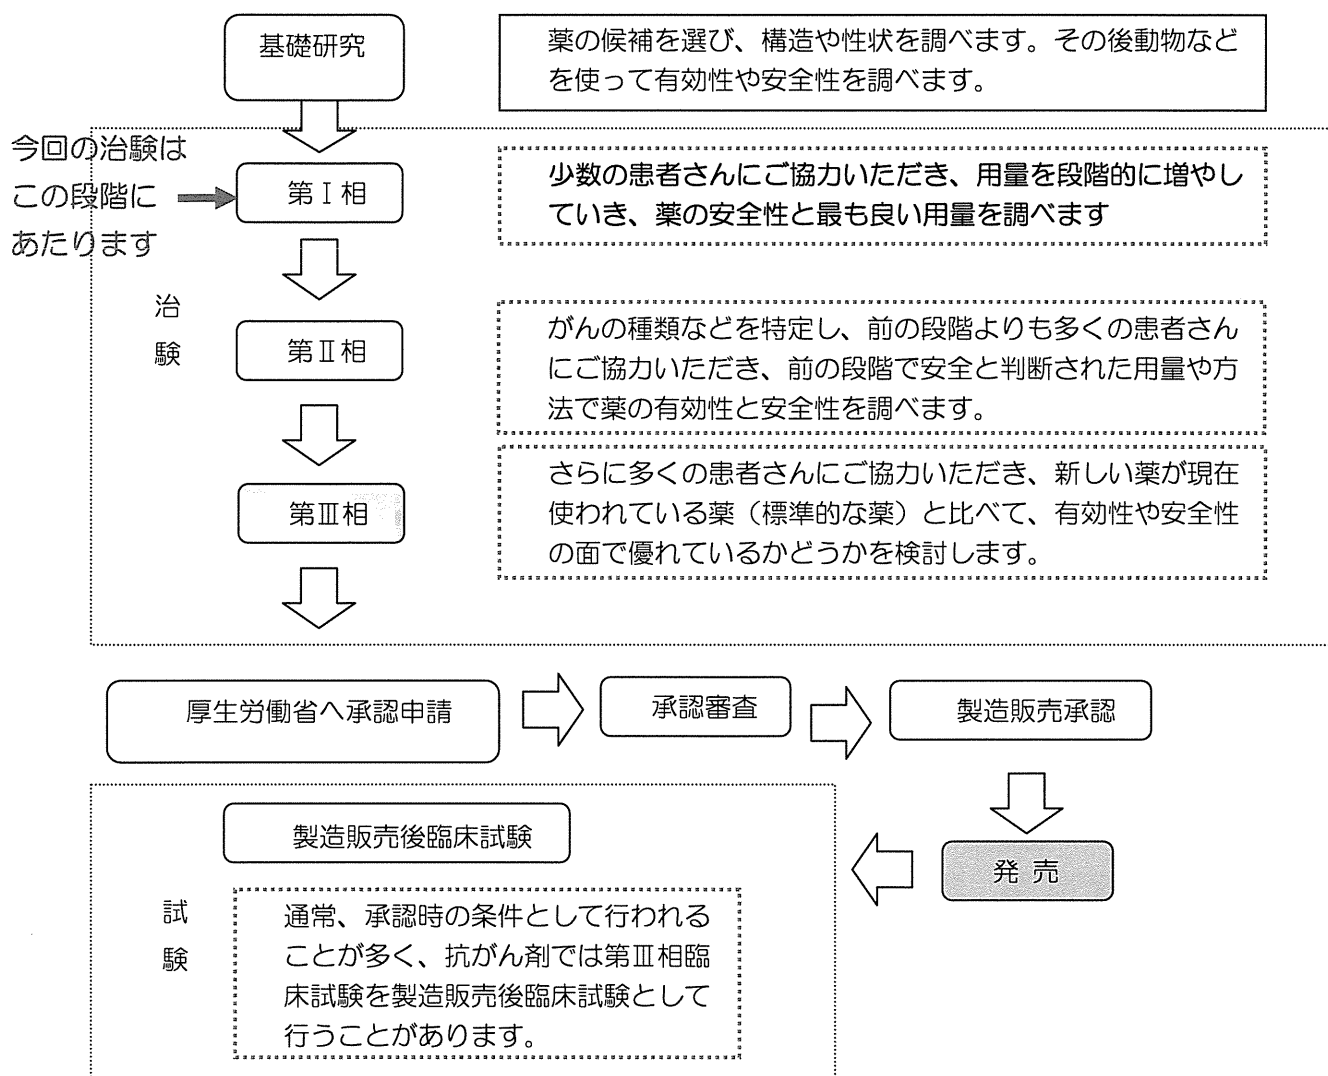 基礎研究
薬の候補を選び、構造や性状を調べます。その後動物など
を使って有効性や安全性を調べます。
今回の治験は
この段階に
あたります
第Ⅰ相
少数の患者さんにご協力いただき、用量を段階的に増やし
ていき、薬の安全性と最も良い用量を調べます
治
験
第Ⅱ相
がんの種類などを特定し、前の段階よりも多くの患者さん
にご協力いただき、前の段階で安全と判断された用量や方
法で薬の有効性と安全性を調べます。
第Ⅲ相
さらに多くの患者さんにご協力いただき、新しい薬が現在
使われている薬（標準的な薬）と比べて、有効性や安全性
の面で優れているかどうかを検討します。
厚生労働省へ承認申請
承認審査
製造販売承認
発 売
製造販売後臨床試験
試
験
通常、承認時の条件として行われる
ことが多く、抗がん剤では第Ⅲ相臨
床試験を製造販売後臨床試験として
行うことがあります。